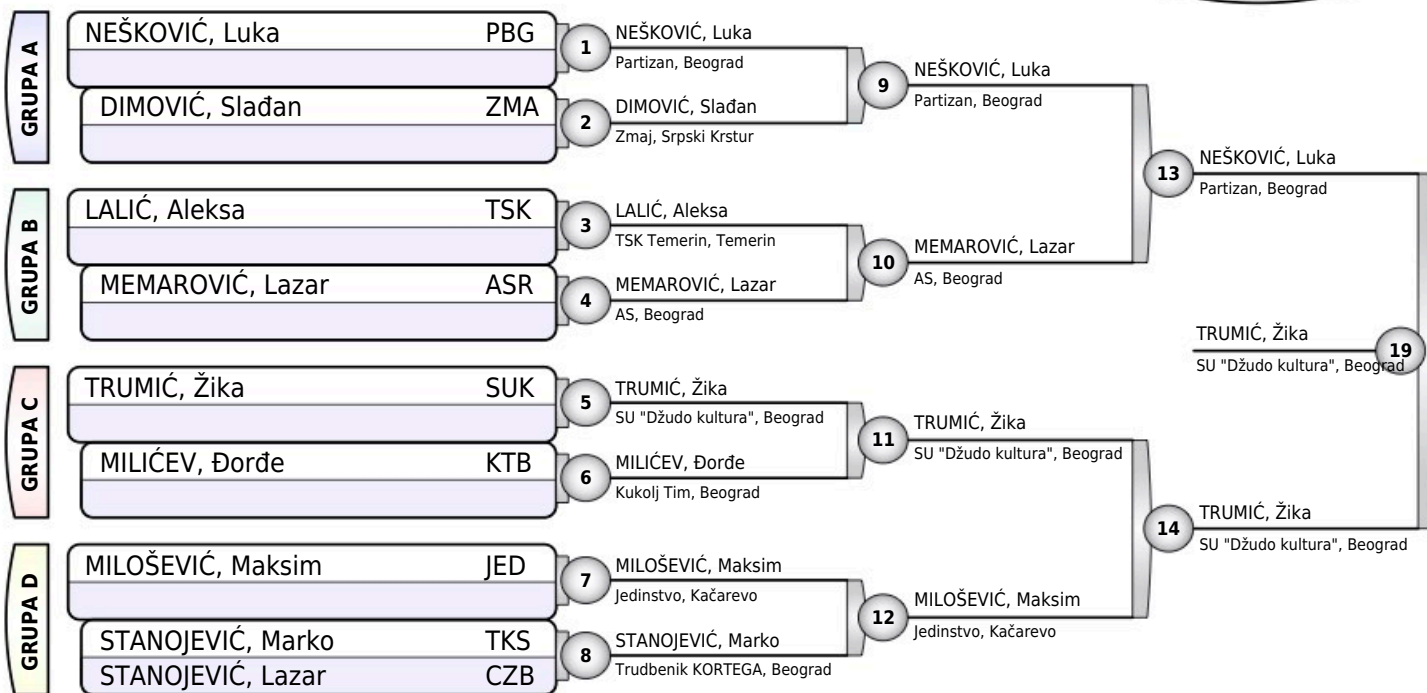 GRUPA A
NEŠKOVIĆ, Luka PBG
DIMOVIĆ, Slađan ZMA
GRUPA B
LALIĆ, Aleksa TSK
MEMAROVIĆ, Lazar ASR
GRUPA C
TRUMIĆ, Žika SUK
MILIĆEV, Đorđe KTB
GRUPA D
MILOŠEVIĆ, Maksim JED
STANOJEVIĆ, Marko TKS
STANOJEVIĆ, Lazar CZB
1
NEŠKOVIĆ, Luka
Partizan, Beograd
2
DIMOVIĆ, Slađan
Zmaj, Srpski Krstur
3
LALIĆ, Aleksa
TSK Temerin, Temerin
4
MEMAROVIĆ, Lazar
AS, Beograd
5
TRUMIĆ, Žika
SU "Džudo kultura", Beograd
6
MILIĆEV, Đorđe
Kukolj Tim, Beograd
7
MILOŠEVIĆ, Maksim
Jedinstvo, Kačarevo
8
STANOJEVIĆ, Marko
Trudbenik KORTEGA, Beograd
9
NEŠKOVIĆ, Luka
Partizan, Beograd
10
MEMAROVIĆ, Lazar
AS, Beograd
11
TRUMIĆ, Žika
SU "Džudo kultura", Beograd
12
MILOŠEVIĆ, Maksim
Jedinstvo, Kačarevo
13
NEŠKOVIĆ, Luka
Partizan, Beograd
14
TRUMIĆ, Žika
SU "Džudo kultura", Beograd
TRUMIĆ, Žika
SU "Džudo kultura", Beograd
19